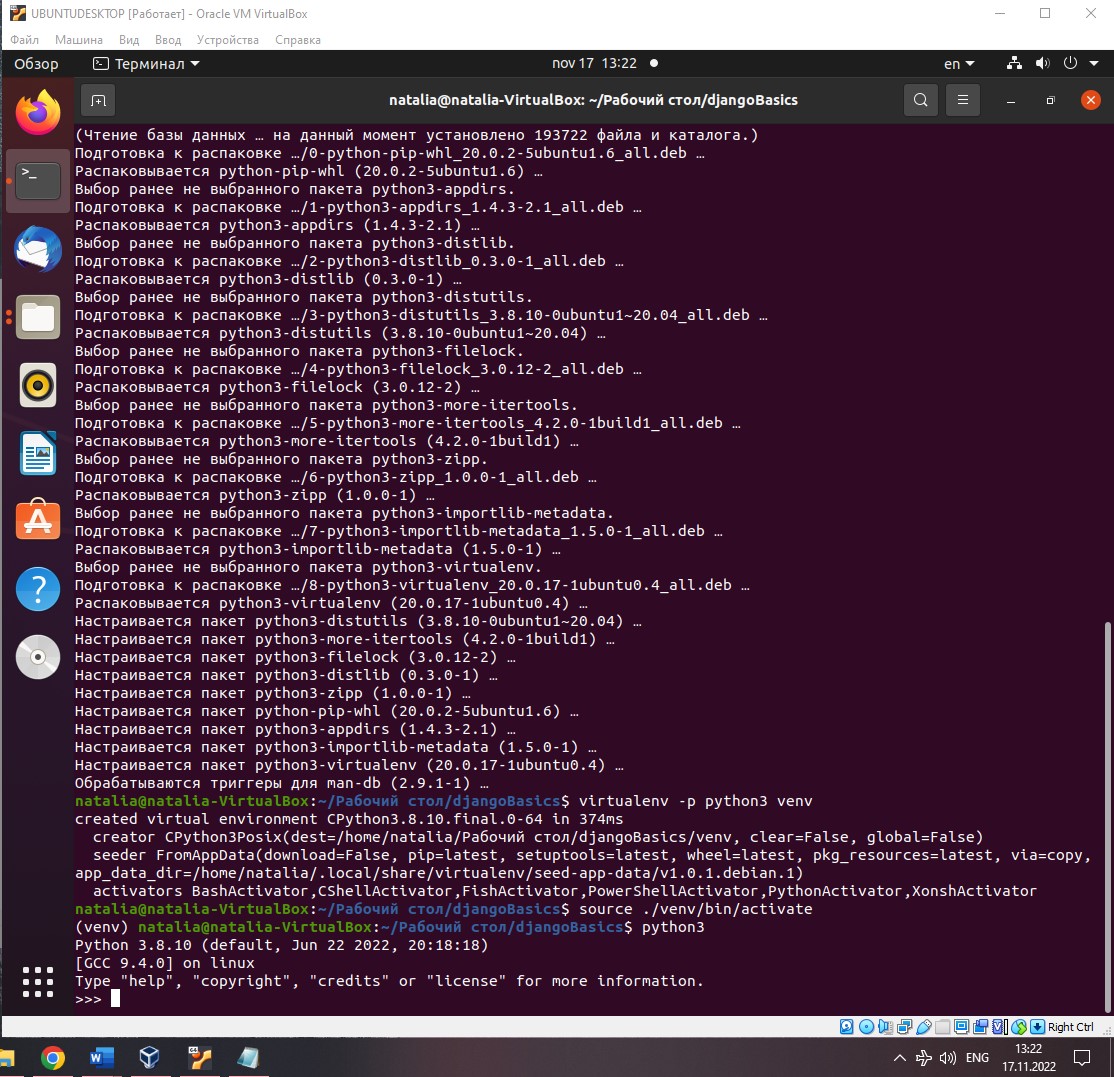 UBUNTUDESKTOP [Работает] - Oracle VM VirtualBox
Файл Машина Вид Ввод Устройства Справка
Обзор Терминал nov 17 13:22 en
natalia@natalia-VirtualBox: ~/Рабочий стол/djangoBasics
(Чтение базы данных … на данный момент установлено 193722 файла и каталога.)
Подготовка к распаковке …/0-python-pip-whl_20.0.2-5ubuntu1.6_all.deb …
Распаковывается python-pip-whl (20.0.2-5ubuntu1.6) …
Выбор ранее не выбранного пакета python3-appdirs.
Подготовка к распаковке …/1-python3-appdirs_1.4.3-2.1_all.deb …
Распаковывается python3-appdirs (1.4.3-2.1) …
Выбор ранее не выбранного пакета python3-distlib.
Подготовка к распаковке …/2-python3-distlib_0.3.0-1_all.deb …
Распаковывается python3-distlib (0.3.0-1) …
Выбор ранее не выбранного пакета python3-distutils.
Подготовка к распаковке …/3-python3-distutils_3.8.10-0ubuntu1~20.04_all.deb …
Распаковывается python3-distutils (3.8.10-0ubuntu1~20.04) …
Выбор ранее не выбранного пакета python3-filelock.
Подготовка к распаковке …/4-python3-filelock_3.0.12-2_all.deb …
Распаковывается python3-filelock (3.0.12-2) …
Выбор ранее не выбранного пакета python3-more-itertools.
Подготовка к распаковке …/5-python3-more-itertools_4.2.0-1build1_all.deb …
Распаковывается python3-more-itertools (4.2.0-1build1) …
Выбор ранее не выбранного пакета python3-zipp.
Подготовка к распаковке …/6-python3-zipp_1.0.0-1_all.deb …
Распаковывается python3-zipp (1.0.0-1) …
Выбор ранее не выбранного пакета python3-importlib-metadata.
Подготовка к распаковке …/7-python3-importlib-metadata_1.5.0-1_all.deb …
Распаковывается python3-importlib-metadata (1.5.0-1) …
Выбор ранее не выбранного пакета python3-virtualenv.
Подготовка к распаковке …/8-python3-virtualenv_20.0.17-1ubuntu0.4_all.deb …
Распаковывается python3-virtualenv (20.0.17-1ubuntu0.4) …
Настраивается пакет python3-distutils (3.8.10-0ubuntu1~20.04) …
Настраивается пакет python3-more-itertools (4.2.0-1build1) …
Настраивается пакет python3-filelock (3.0.12-2) …
Настраивается пакет python3-distlib (0.3.0-1) …
Настраивается пакет python3-zipp (1.0.0-1) …
Настраивается пакет python-pip-whl (20.0.2-5ubuntu1.6) …
Настраивается пакет python3-appdirs (1.4.3-2.1) …
Настраивается пакет python3-importlib-metadata (1.5.0-1) …
Настраивается пакет python3-virtualenv (20.0.17-1ubuntu0.4) …
Обрабатываются триггеры для man-db (2.9.1-1) …
natalia@natalia-VirtualBox:~/Рабочий стол/djangoBasics$ virtualenv -p python3 venv
created virtual environment CPython3.8.10.final.0-64 in 374ms
creator CPython3Posix(dest=/home/natalia/Рабочий стол/djangoBasics/venv, clear=False, global=False)
seeder FromAppData(download=False, pip=latest, setuptools=latest, wheel=latest, pkg_resources=latest, via=copy,
app_data_dir=/home/natalia/.local/share/virtualenv/seed-app-data/v1.0.1.debian.1)
activators BashActivator,CShellActivator,FishActivator,PowerShellActivator,PythonActivator,XonshActivator
natalia@natalia-VirtualBox:~/Рабочий стол/djangoBasics$ source ./venv/bin/activate
(venv) natalia@natalia-VirtualBox:~/Рабочий стол/djangoBasics$ python3
Python 3.8.10 (default, Jun 22 2022, 20:18:18)
[GCC 9.4.0] on linux
Type "help", "copyright", "credits" or "license" for more information.
>>>
Right Ctrl
ENG 13:22
17.11.2022